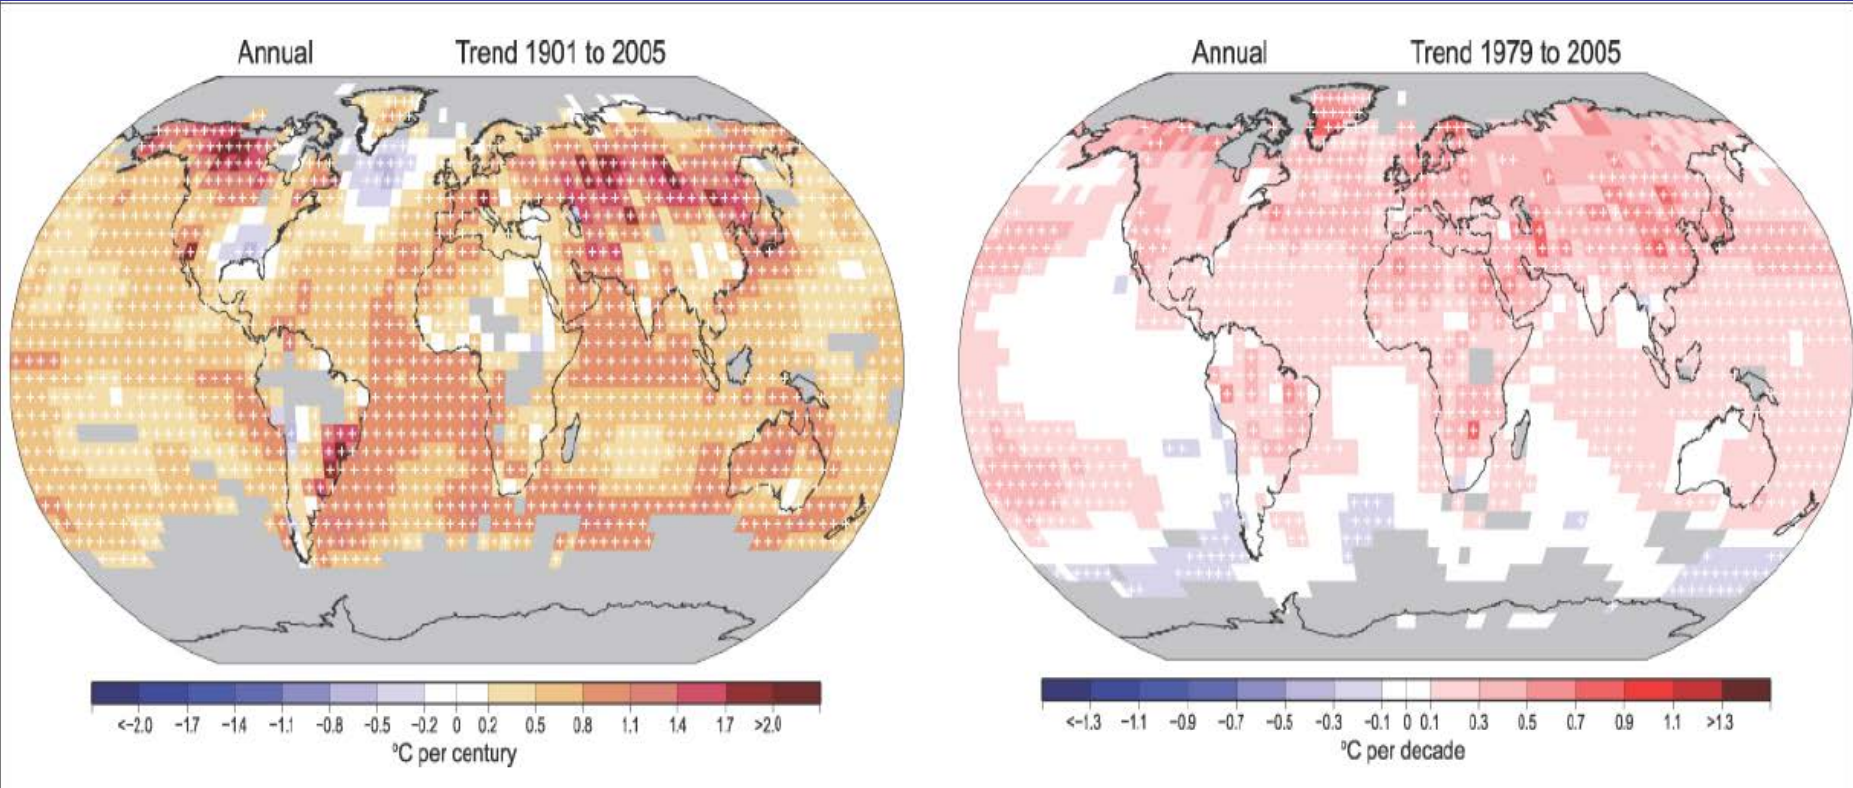 Annual Trend 1901 to 2005
<-2.0 -1.7 -1.4 -1.1 -0.8 -0.5 -0.2 0 0.2 0.5 0.8 1.1 1.4 1.7 >2.0
ºC per century
Annual Trend 1979 to 2005
<-1.3 -1.1 -0.9 -0.7 -0.5 -0.3 -0.1 0 0.1 0.3 0.5 0.7 0.9 1.1 >1.3
ºC per decade